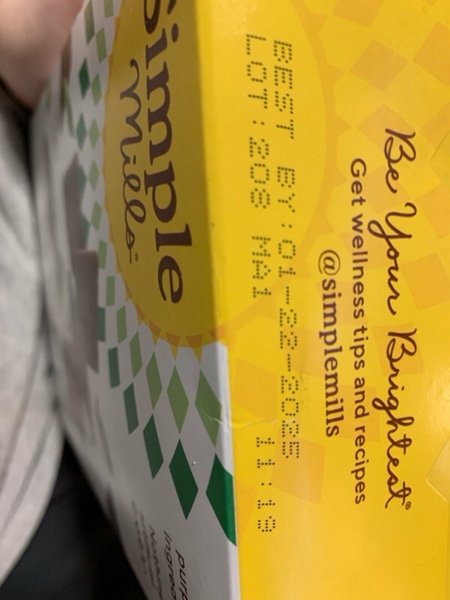 Be Your Brightest®
Get wellness tips and recipes
@simplemills
BEST BY:01-22-2025
LOT:208 MA1 11:19
Simple
Mills®